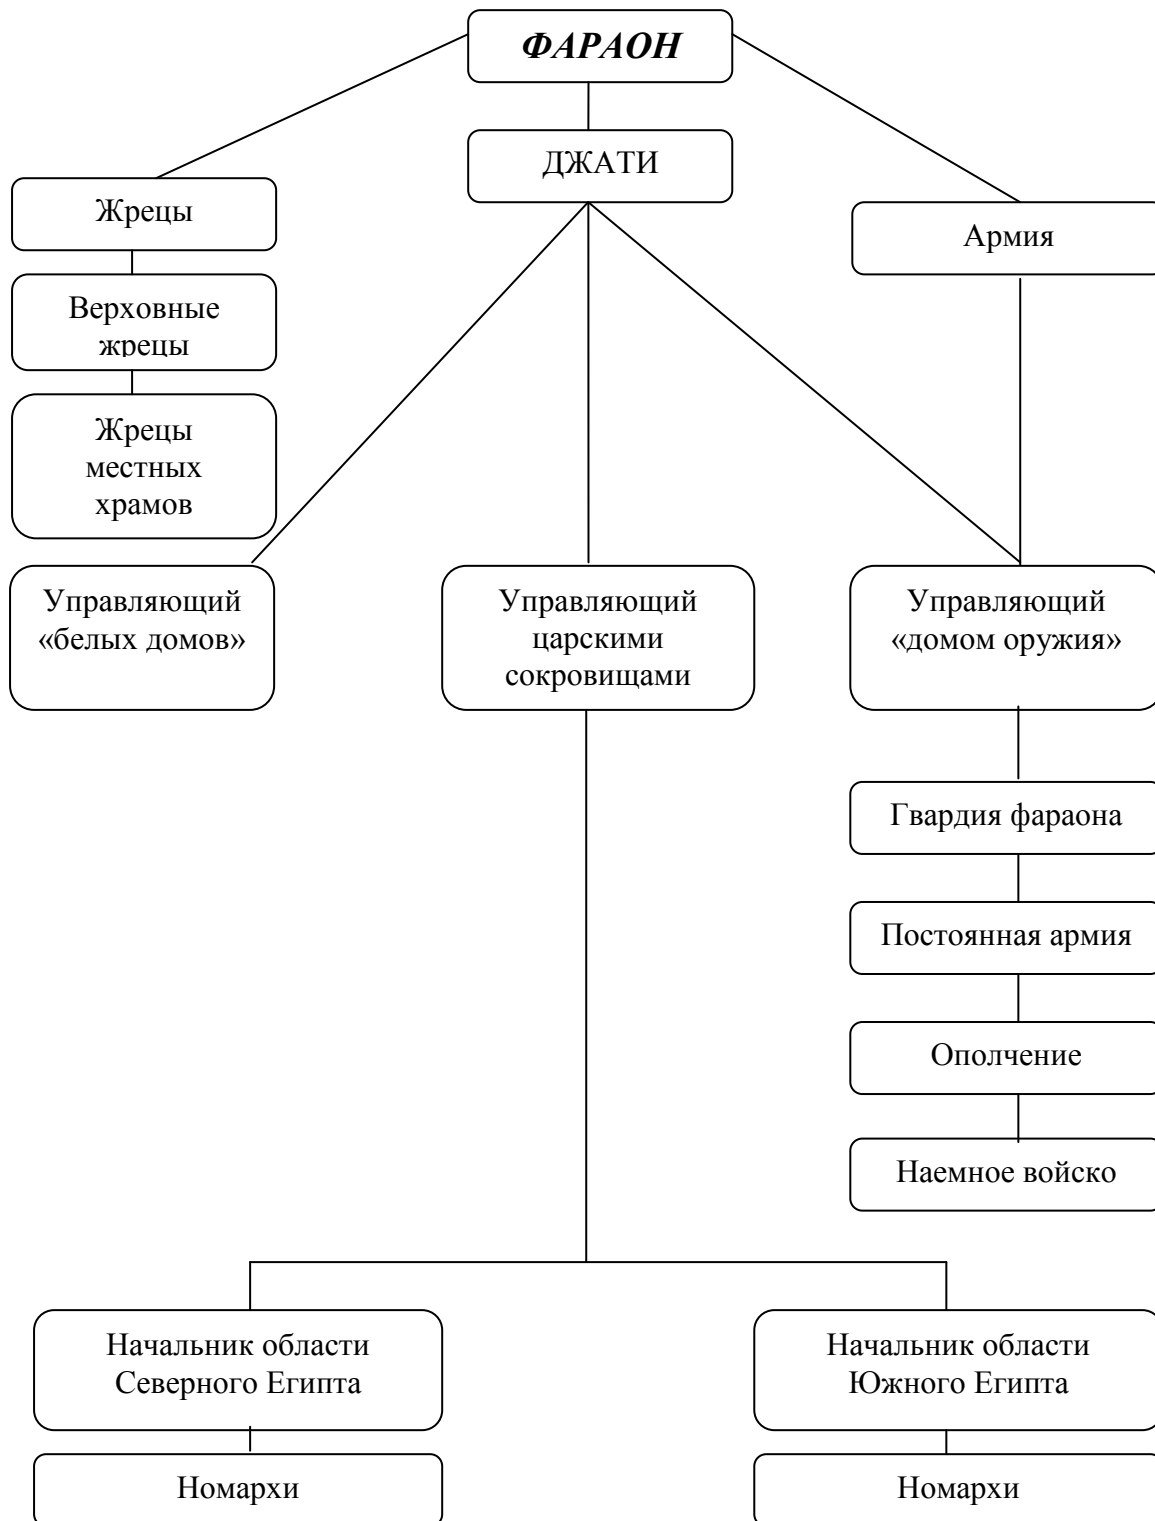 ФАРАОН
ДЖАТИ
Жрецы
Армия
Верховные
жрецы
Жрецы
местных
храмов
Управляющий
«белых домов»
Управляющий
царскими
сокровищами
Управляющий
«домом оружия»
Гвардия фараона
Постоянная армия
Ополчение
Наемное войско
Начальник области
Северного Египта
Начальник области
Южного Египта
Номархи
Номархи